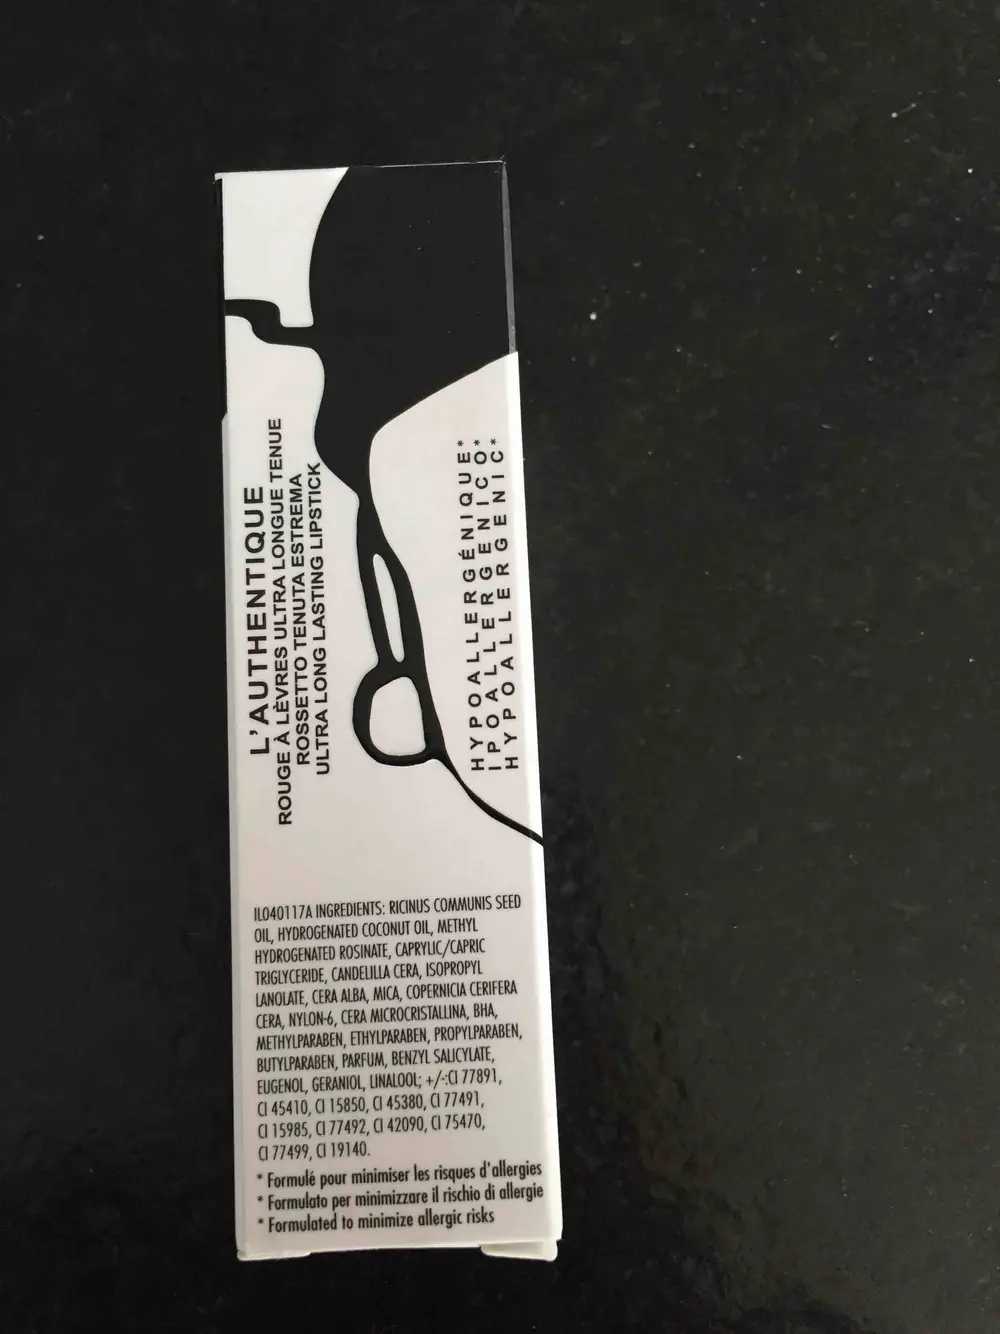 L'AUTHENTIQUE
ROUGE À LÈVRES ULTRA LONGUE TENUE
ROSSETTO TENUTA ESTREMA
ULTRA LONG LASTING LIPSTICK
HYPOALLERGÉNIQUE*
IPOALLERGENICO*
HYPOALLERGENIC*
ILO40117A INGREDIENTS: RICINUS COMMUNIS SEED
OIL, HYDROGENATED COCONUT OIL, METHYL
HYDROGENATED ROSINATE, CAPRYLIC/CAPRIC
TRIGLYCERIDE, CANDELILLA CERA, ISOPROPYL
LANOLATE, CERA ALBA, MICA, COPERNICIA CERIFERA
CERA, NYLON-6, CERA MICROCRISTALLINA, BHA,
METHYLPARABEN, ETHYLPARABEN, PROPYLPARABEN,
BUTYLPARABEN, PARFUM, BENZYL SALICYLATE,
EUGENOL, GERANIOL, LINALOOL; +/-:CI 77891,
CI 45410, CI 15850, CI 45380, CI 77491,
CI 15985, CI 77492, CI 42090, CI 75470,
CI 77499, CI 19140.
* Formulé pour minimiser les risques d'allergies
* Formulato per minimizzare il rischio di allergie
* Formulated to minimize allergic risks